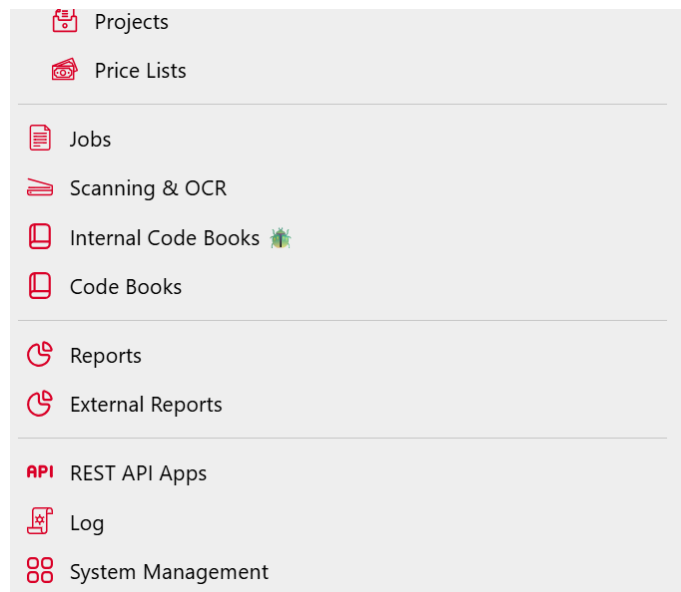 Projects
Price Lists
Jobs
Scanning & OCR
Internal Code Books
Code Books
Reports
External Reports
API REST API Apps
Log
System Management